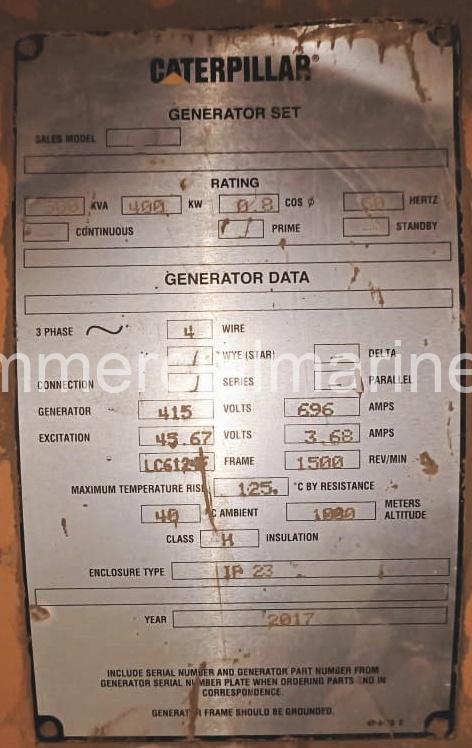 CATERPILLAR®
GENERATOR SET
SALES MODEL
RATING
500 KVA 400 KW 0.8 COS ø HERTZ
CONTINUOUS / PRIME STANDBY
GENERATOR DATA
3 PHASE 4 WIRE
/ WYE (STAR) DELTA
CONNECTION SERIES PARALLEL
mmercialmarine
GENERATOR 415 VOLTS 696 AMPS
EXCITATION 45.67 VOLTS 3.68 AMPS
FRAME 1500 REV/MIN
MAXIMUM TEMPERATURE RISE 125. °C BY RESISTANCE
40 °C AMBIENT 1000 METERS ALTITUDE
CLASS H INSULATION
ENCLOSURE TYPE IP 23
YEAR 2017
INCLUDE SERIAL NUMBER AND GENERATOR PART NUMBER FROM
GENERATOR SERIAL NUMBER PLATE WHEN ORDERING PARTS AND IN
CORRESPONDENCE.
GENERATOR FRAME SHOULD BE GROUNDED.